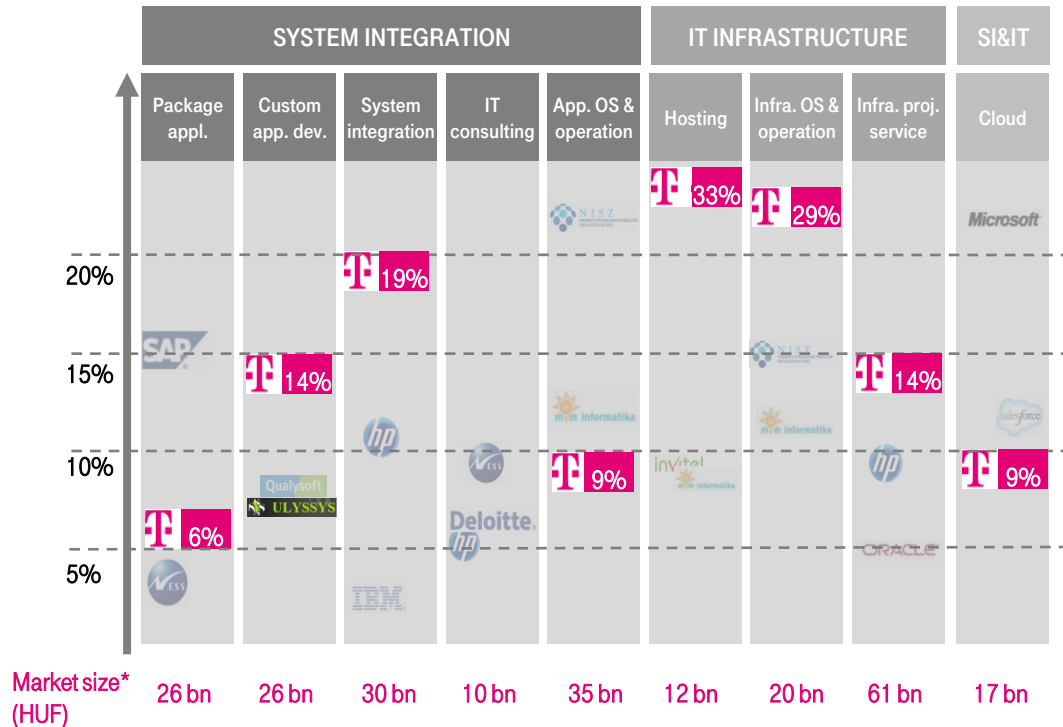 SYSTEM INTEGRATION
IT INFRASTRUCTURE
SI&IT
Package
appl.
Custom
app. dev.
System
integration
IT
consulting
App. OS &
operation
Hosting
Infra. OS &
operation
Infra. proj.
service
Cloud
T 33%
T 29%
NISZ
Microsoft
20%
T 19%
SAP
15%
T 14%
NISZ
T 14%
mvm informatika
mvm informatika
salesforce
hp
10%
NESS
T 9%
invitel
mvm informatika
hp
T 9%
Qualysoft
ULYSSYS
T 6%
Deloitte.
hp
ORACLE
5%
NESS
IBM
Market size*
(HUF)
26 bn
26 bn
30 bn
10 bn
35 bn
12 bn
20 bn
61 bn
17 bn